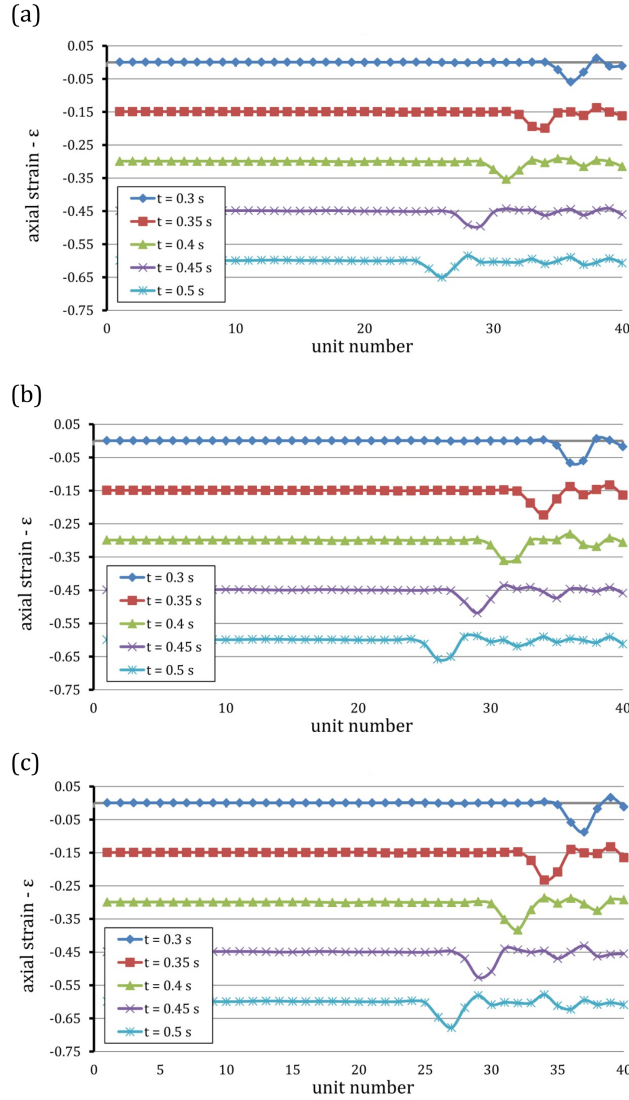 (a)
0.05
-0.05
-0.15
-0.25
-0.35
-0.45
-0.55
-0.65
-0.75
axial strain - ε
t = 0.3 s
t = 0.35 s
t = 0.4 s
t = 0.45 s
t = 0.5 s
0 10 20 30 40
unit number
(b)
0.05
-0.05
-0.15
-0.25
-0.35
-0.45
-0.55
-0.65
-0.75
axial strain - ε
t = 0.3 s
t = 0.35 s
t = 0.4 s
t = 0.45 s
t = 0.5 s
0 10 20 30 40
unit number
(c)
0.05
-0.05
-0.15
-0.25
-0.35
-0.45
-0.55
-0.65
-0.75
axial strain - ε
t = 0.3 s
t = 0.35 s
t = 0.4 s
t = 0.45 s
t = 0.5 s
0 5 10 15 20 25 30 35 40
unit number